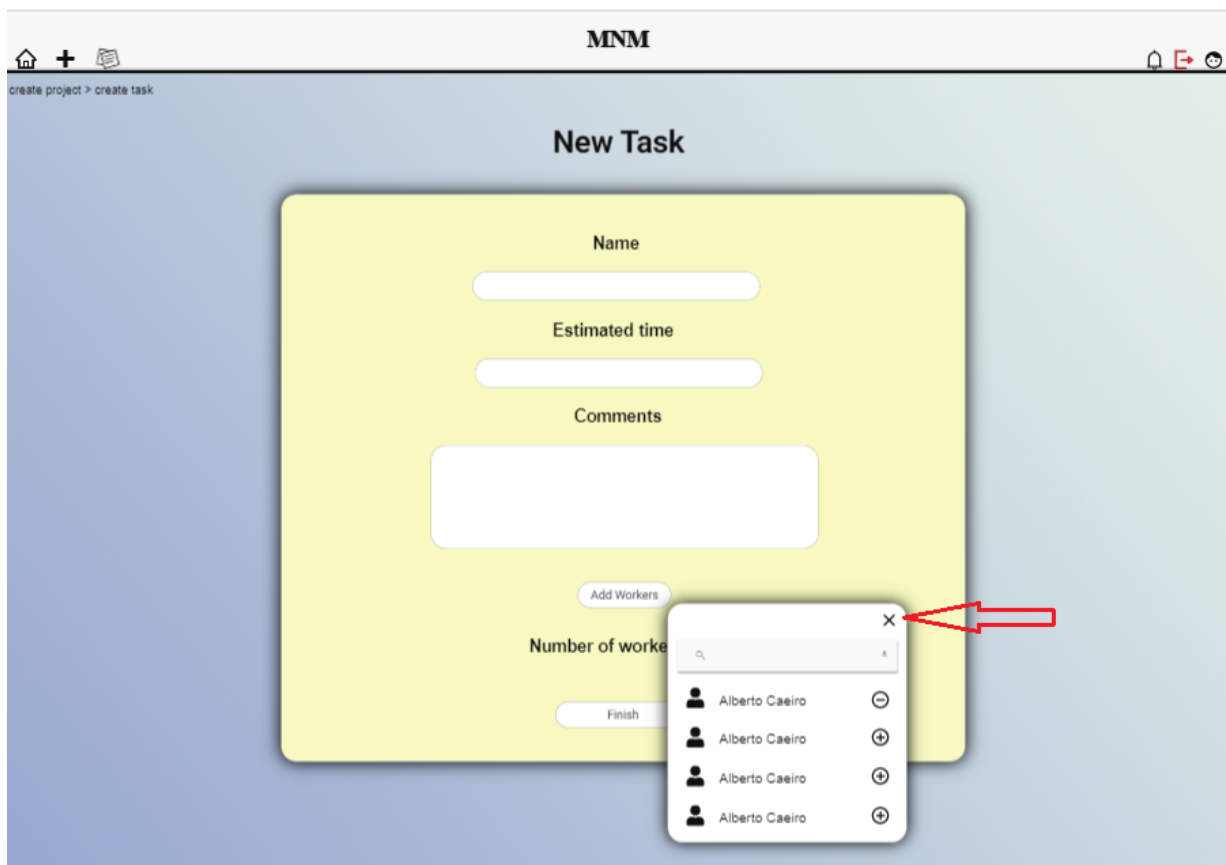 MNM
create project > create task
New Task
Name
Estimated time
Comments
Add Workers
Number of worke
Finish
Alberto Caeiro
Alberto Caeiro
Alberto Caeiro
Alberto Caeiro